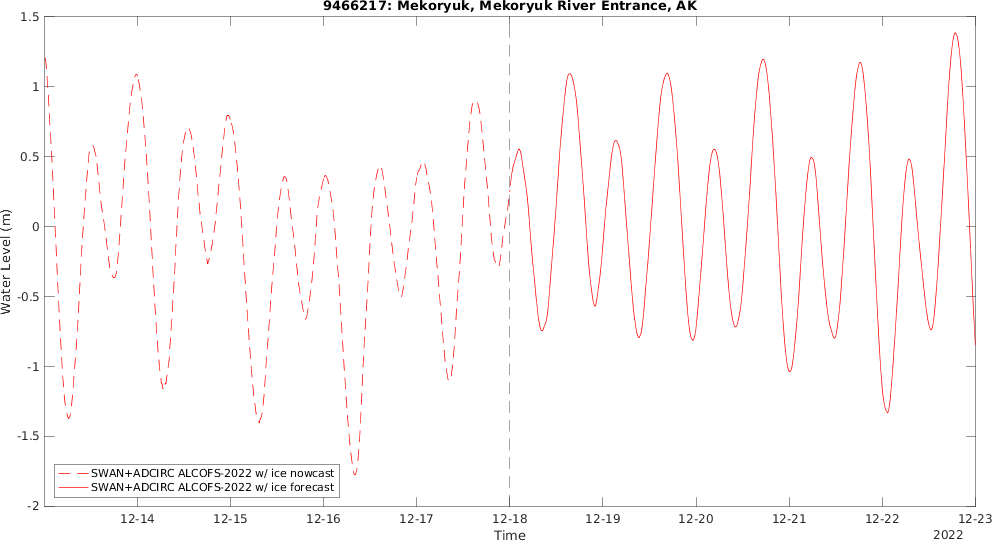 9466217: Mekoryuk, Mekoryuk River Entrance, AK
1.5
1
0.5
0
-0.5
-1
-1.5
-2
Water Level (m)
SWAN+ADCIRC ALCOFS-2022 w/ ice nowcast
SWAN+ADCIRC ALCOFS-2022 w/ ice forecast
12-14 12-15 12-16 12-17 12-18 12-19 12-20 12-21 12-22 12-23
Time
2022